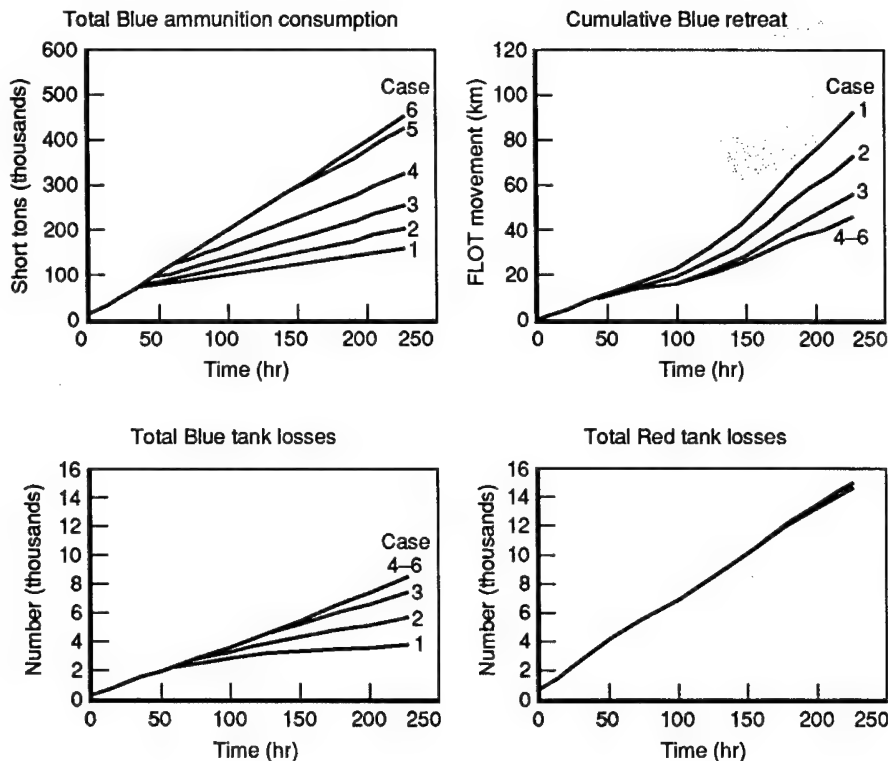 Total Blue ammunition consumption
Short tons (thousands)
600
500
400
300
200
100
0
Case
6
5
4
3
2
1
0 50 100 150 200 250
Time (hr)
Cumulative Blue retreat
FLOT movement (km)
120
100
80
60
40
20
0
Case
1
2
3
4–6
0 50 100 150 200 250
Time (hr)
Total Blue tank losses
Number (thousands)
16
14
12
10
8
6
4
2
0
Case
4–6
3
2
1
0 50 100 150 200 250
Time (hr)
Total Red tank losses
Number (thousands)
16
14
12
10
8
6
4
2
0
0 50 100 150 200 250
Time (hr)